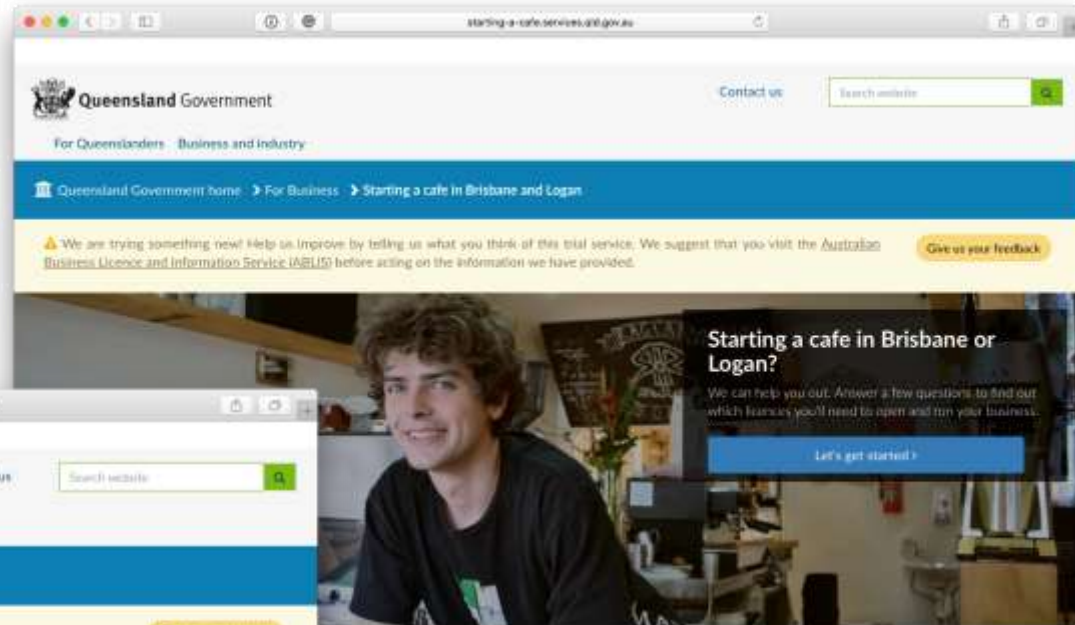 starting-a-cafe.services.qld.gov.au
Queensland Government
Contact us
Search website
For Queenslanders Business and industry
Queensland Government home > For Business > Starting a cafe in Brisbane and Logan
We are trying something new! Help us improve by telling us what you think of this trial service. We suggest that you visit the Australian
Business Licence and Information Service (ABLIS) before acting on the information we have provided.
Give us your feedback
Starting a cafe in Brisbane or
Logan?
We can help you out. Answer a few questions to find out
which licences you'll need to open and run your business.
Let's get started >
us
Search website